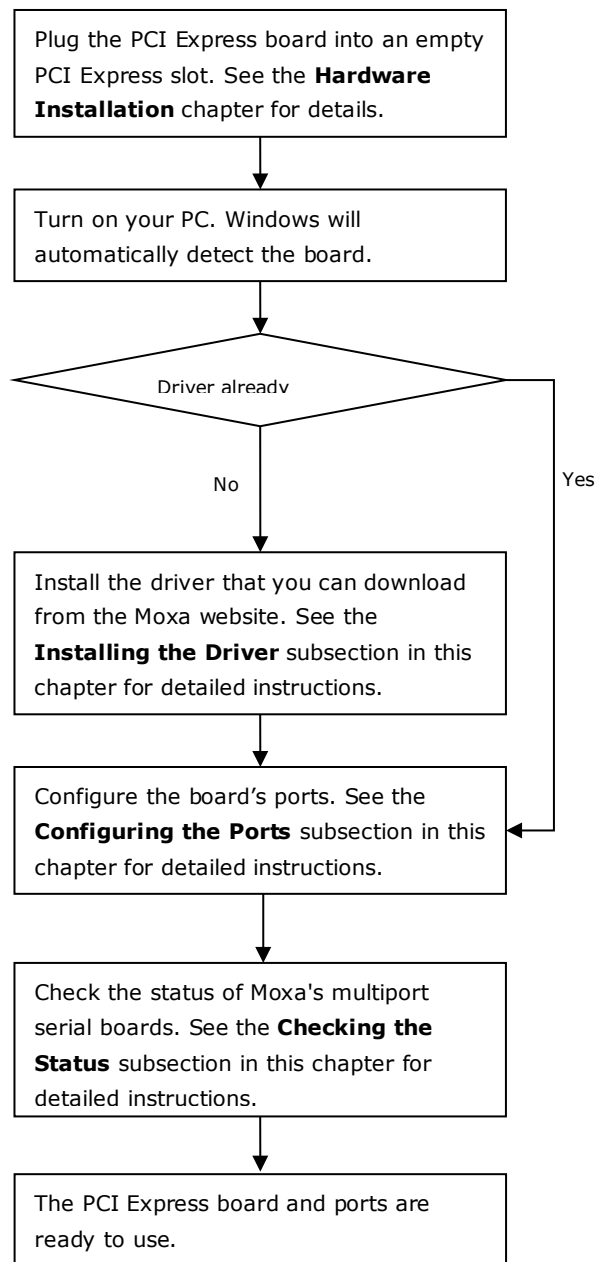 Plug the PCI Express board into an empty
PCI Express slot. See the Hardware
Installation chapter for details.
Turn on your PC. Windows will
automatically detect the board.
Driver already
No
Yes
Install the driver that you can download
from the Moxa website. See the
Installing the Driver subsection in this
chapter for detailed instructions.
Configure the board’s ports. See the
Configuring the Ports subsection in this
chapter for detailed instructions.
Check the status of Moxa's multiport
serial boards. See the Checking the
Status subsection in this chapter for
detailed instructions.
The PCI Express board and ports are
ready to use.